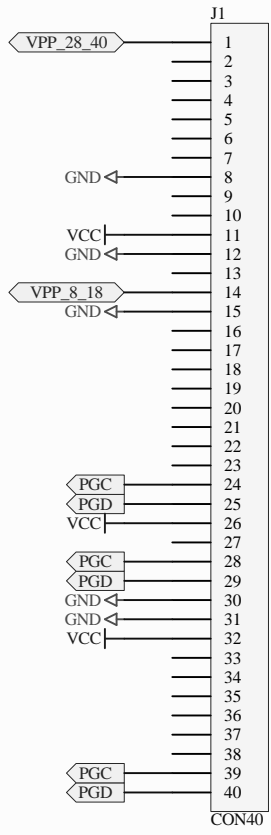 J1
VPP_28_40 1
2
3
4
5
6
7
GND 8
9
10
VCC 11
GND 12
13
VPP_8_18 14
GND 15
16
17
18
19
20
21
22
23
PGC 24
PGD 25
VCC 26
27
PGC 28
PGD 29
GND 30
GND 31
VCC 32
33
34
35
36
37
38
PGC 39
PGD 40
CON40